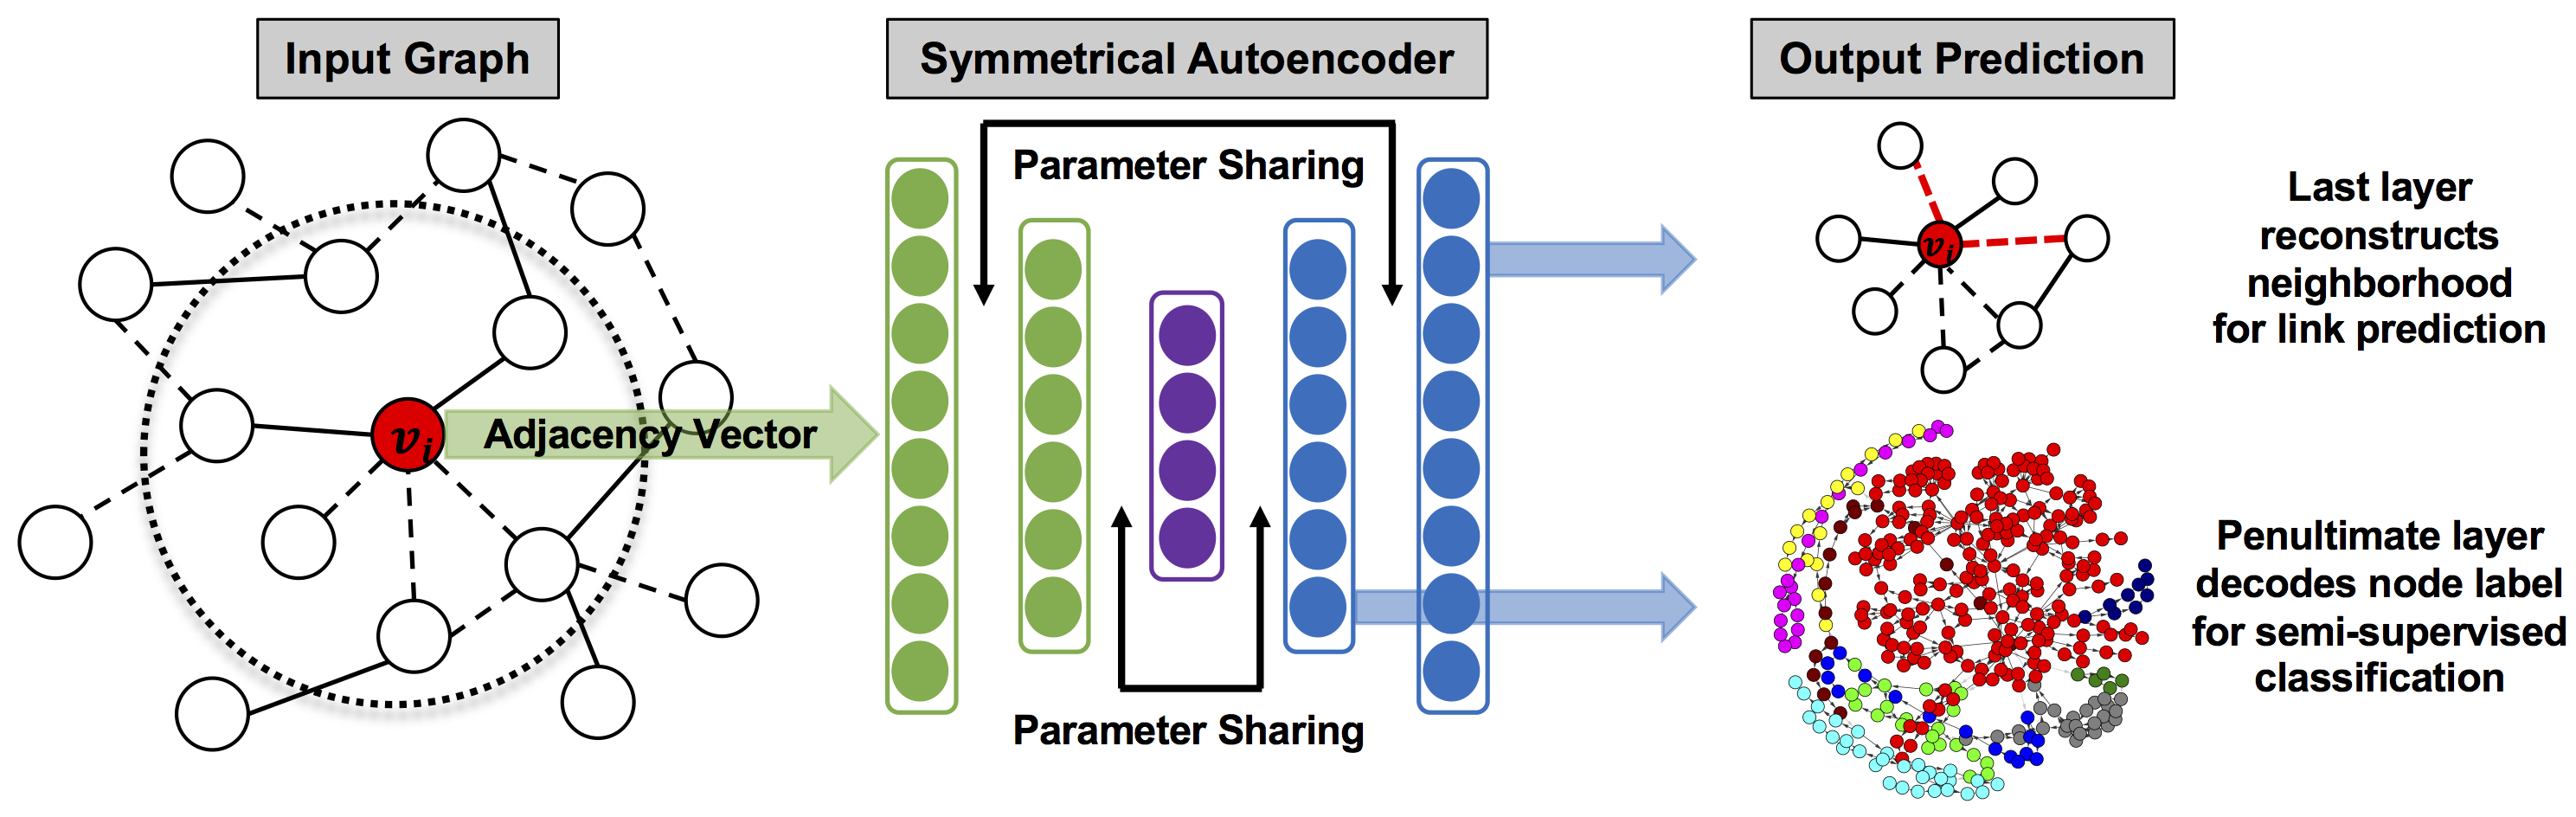 Input Graph
Symmetrical Autoencoder
Output Prediction
v_i
Adjacency Vector
Parameter Sharing
Parameter Sharing
v_i
Last layer
reconstructs
neighborhood
for link prediction
Penultimate layer
decodes node label
for semi-supervised
classification